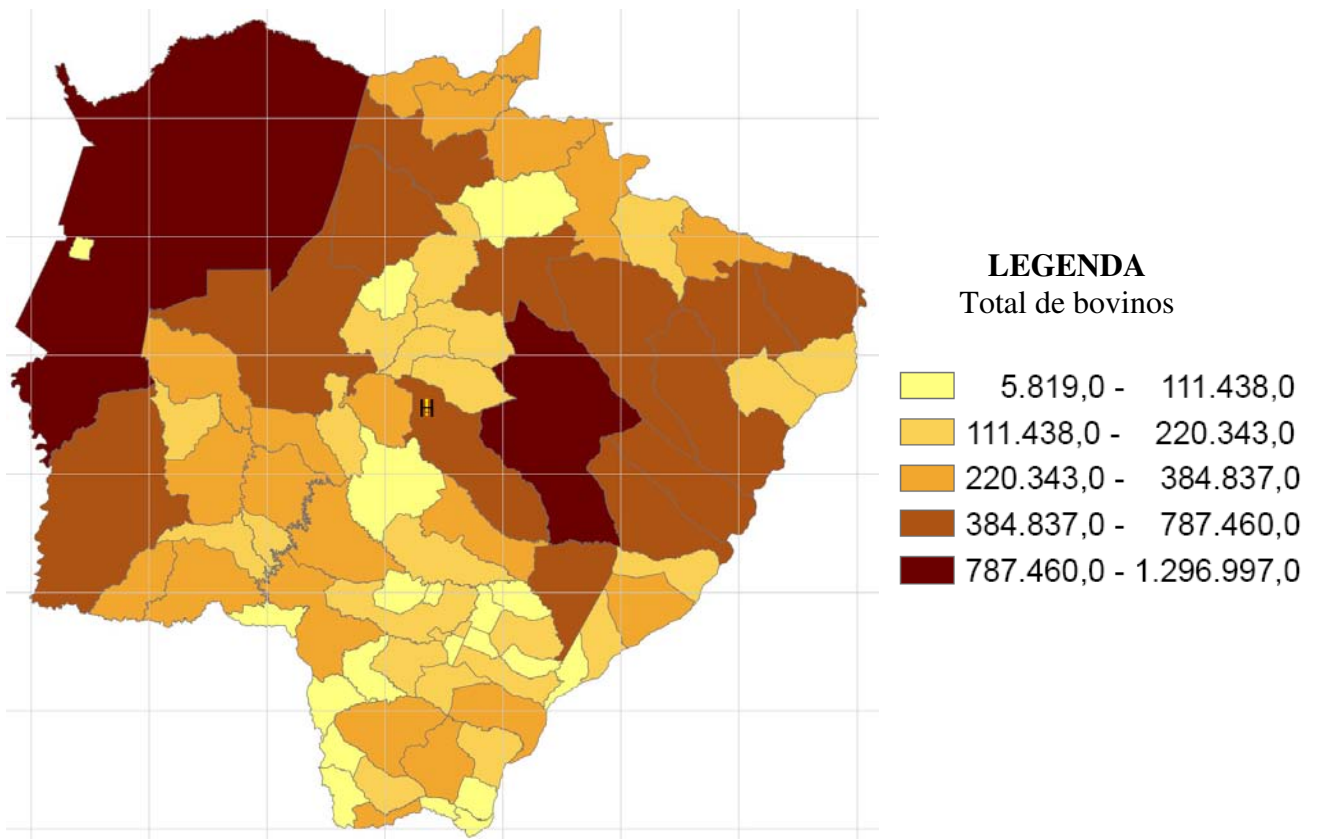 H
LEGENDA
Total de bovinos
5.819,0 - 111.438,0
111.438,0 - 220.343,0
220.343,0 - 384.837,0
384.837,0 - 787.460,0
787.460,0 - 1.296.997,0